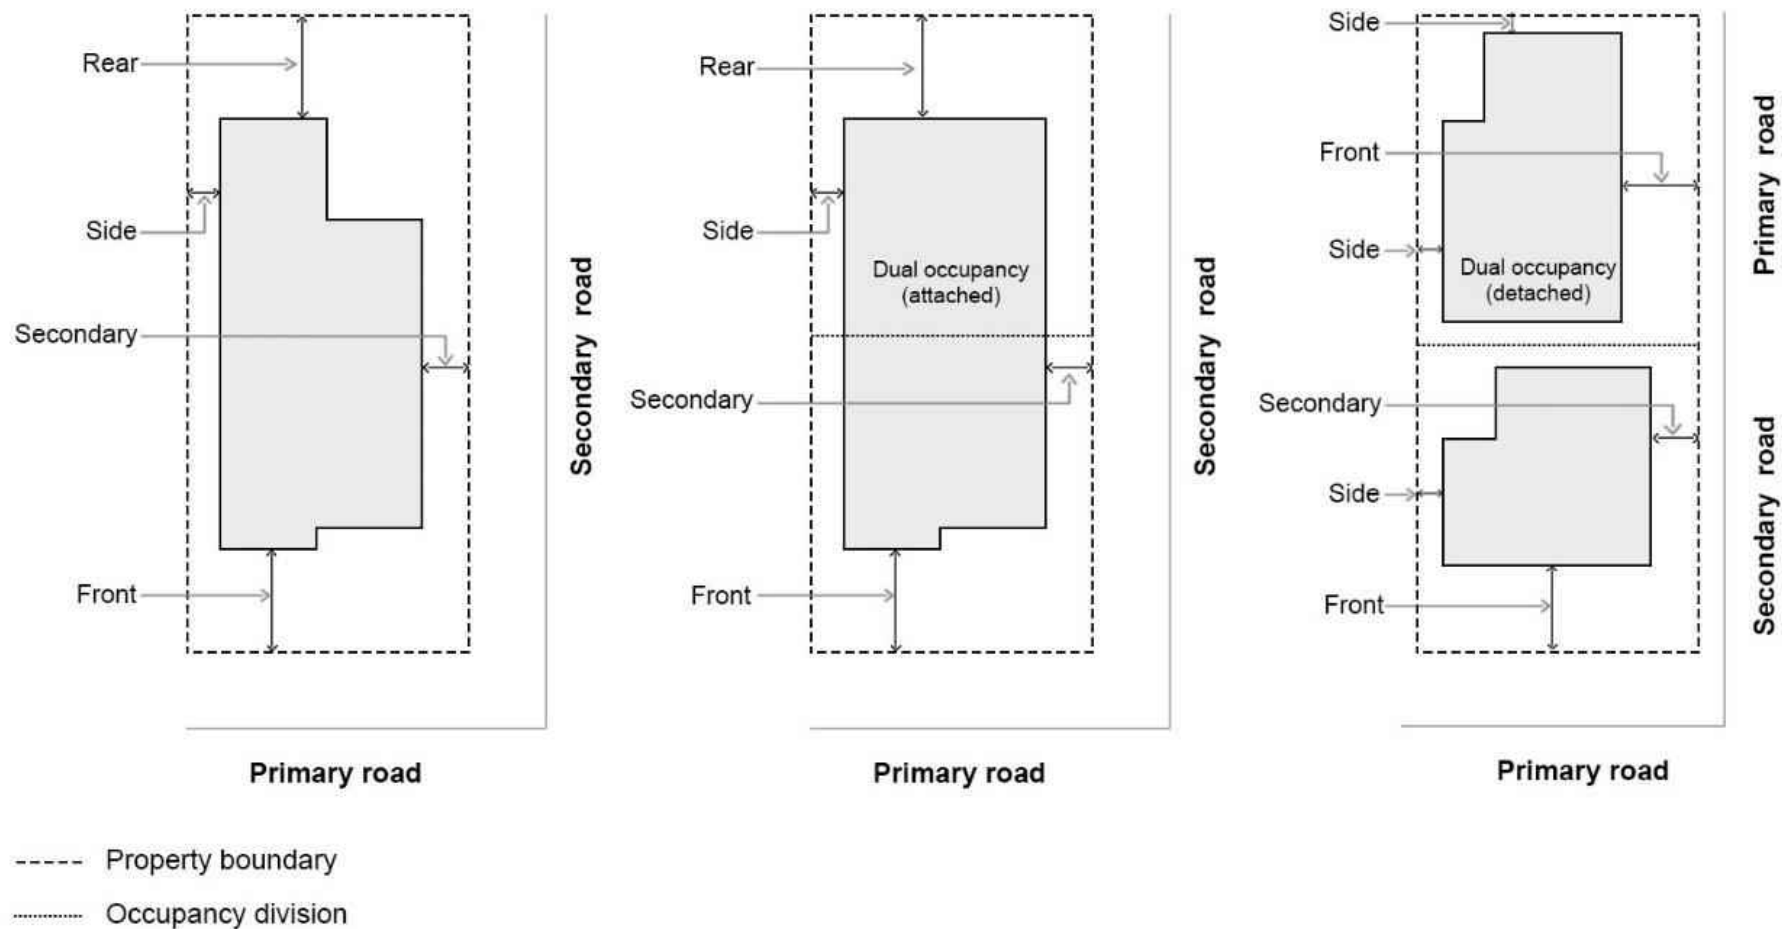 Rear
Side
Secondary
Front
Secondary road
Primary road
Rear
Side
Dual occupancy
(attached)
Secondary
Front
Secondary road
Primary road
Side
Front
Side
Dual occupancy
(detached)
Secondary
Side
Front
Primary road
Secondary road
Primary road
Property boundary
Occupancy division